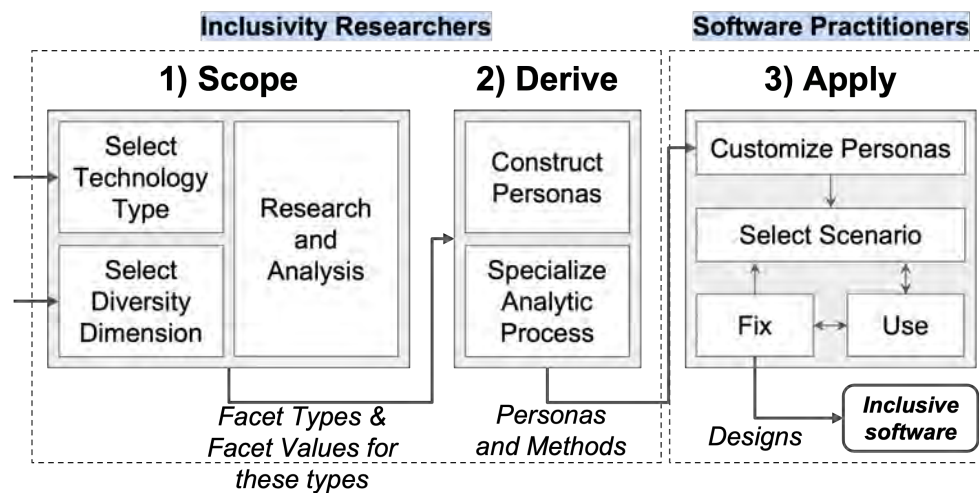 Inclusivity Researchers
Software Practitioners
1) Scope
2) Derive
3) Apply
Select
Technology
Type
Select
Diversity
Dimension
Research
and
Analysis
Construct
Personas
Specialize
Analytic
Process
Customize Personas
Select Scenario
Fix
Use
Facet Types &
Facet Values for
these types
Personas
and Methods
Designs
Inclusive
software